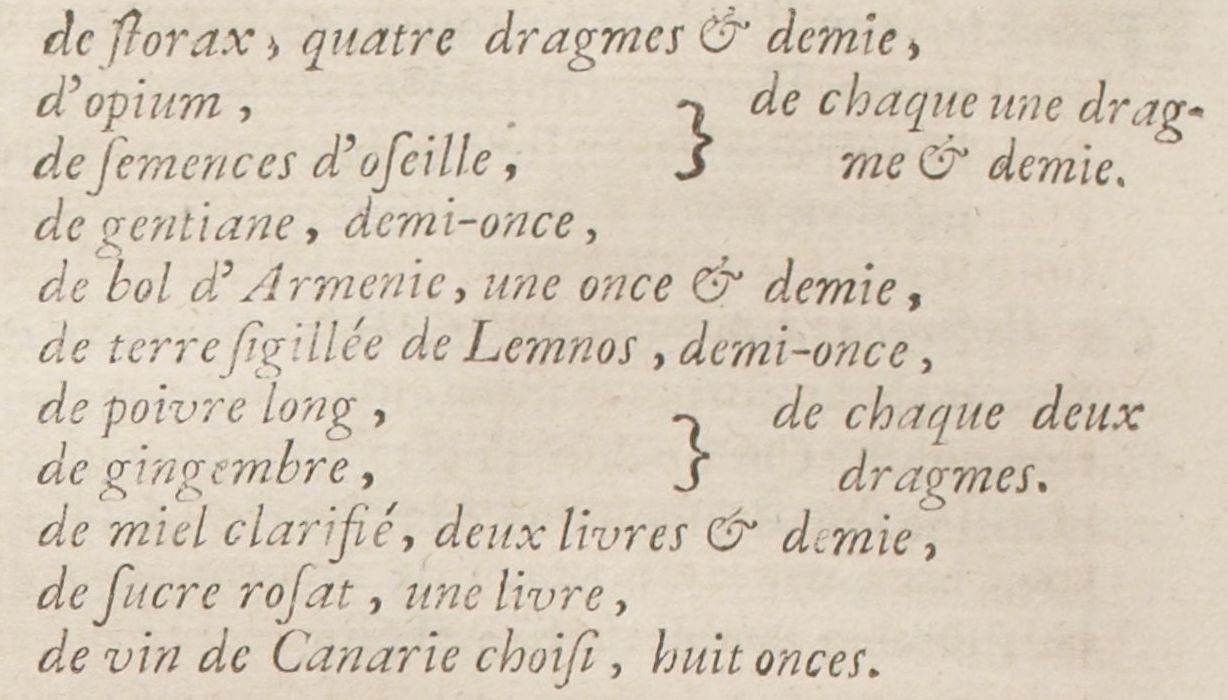 de ſtorax, quatre dragmes & demie,
d'opium, } de chaque une drag-
de ſemences d'oſeille, } me & demie.
de gentiane, demi-once,
de bol d'Armenie, une once & demie,
de terre ſigillée de Lemnos, demi-once,
de poivre long, } de chaque deux
de gingembre, } dragmes.
de miel clarifié, deux livres & demie,
de ſucre roſat, une livre,
de vin de Canarie choiſi, huit onces.